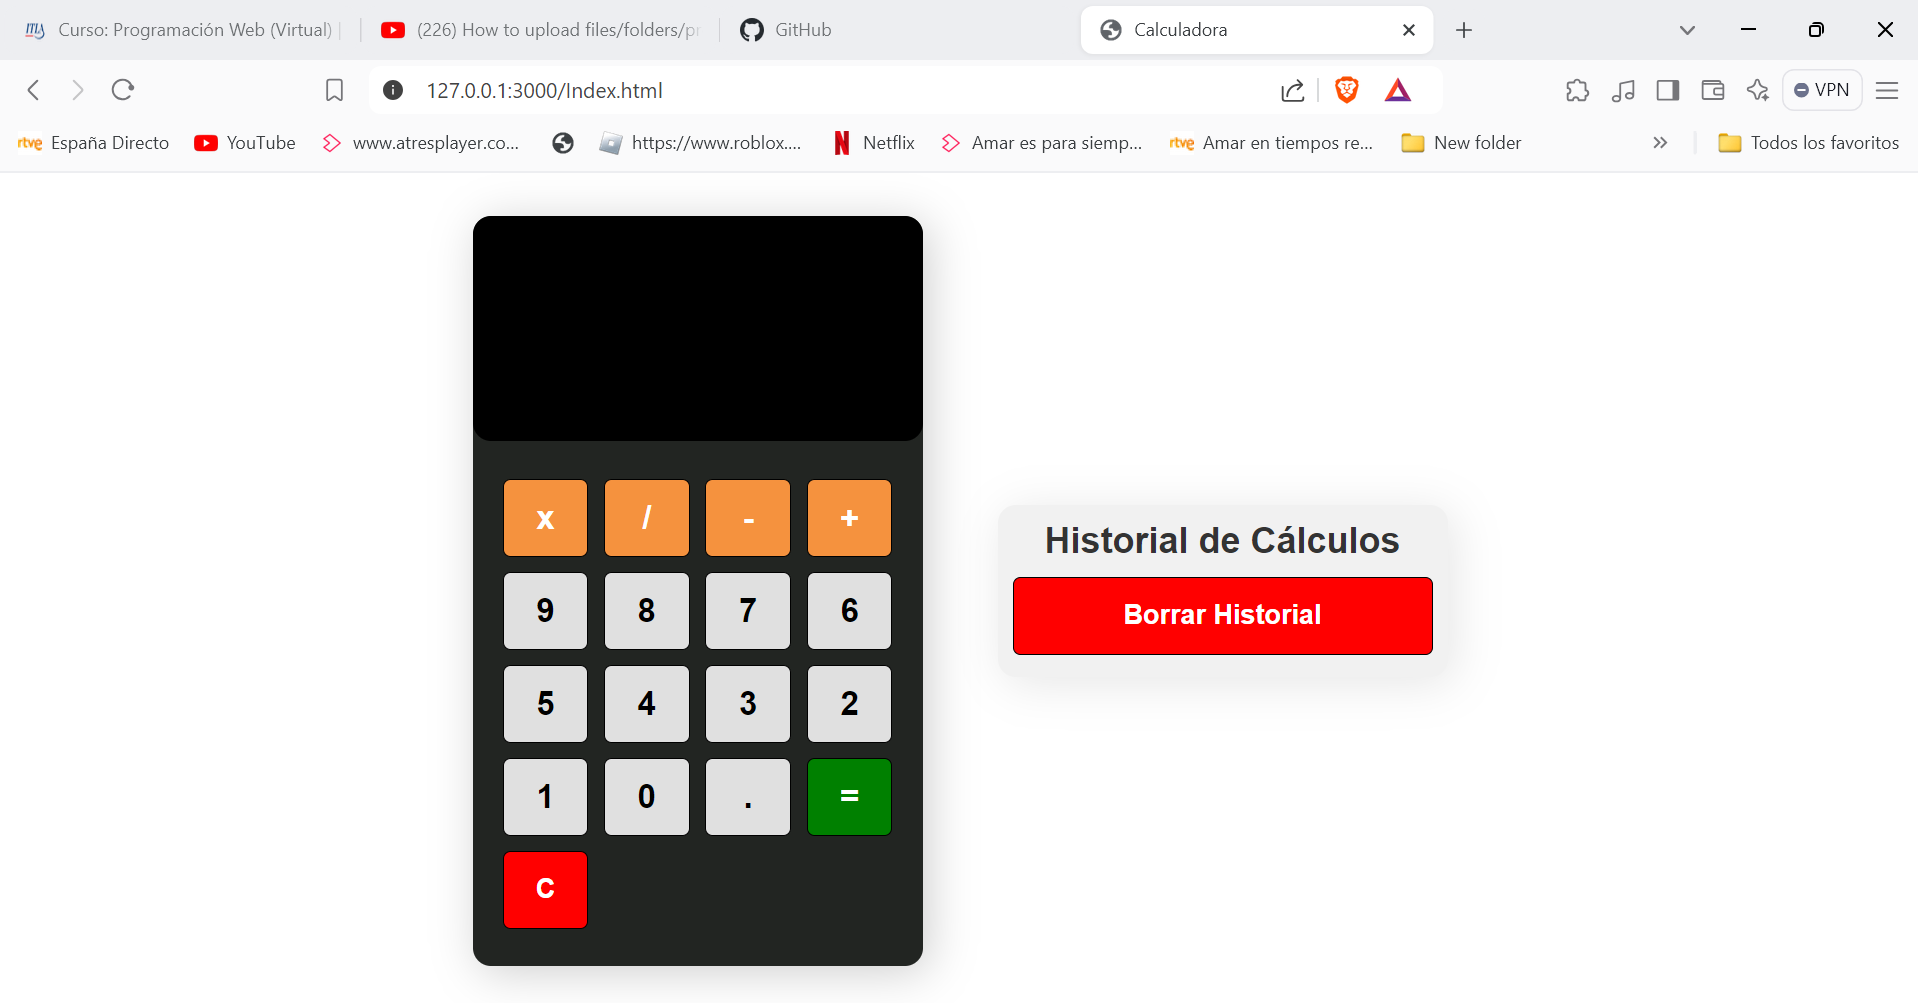 Curso: Programación Web (Virtual) |
(226) How to upload files/folders/pr
GitHub
Calculadora
127.0.0.1:3000/Index.html
VPN
rtve España Directo
YouTube
www.atresplayer.co...
https://www.roblox....
Netflix
Amar es para siemp...
rtve Amar en tiempos re...
New folder
Todos los favoritos
x / - +
9 8 7 6
5 4 3 2
1 0 . =
C
Historial de Cálculos
Borrar Historial